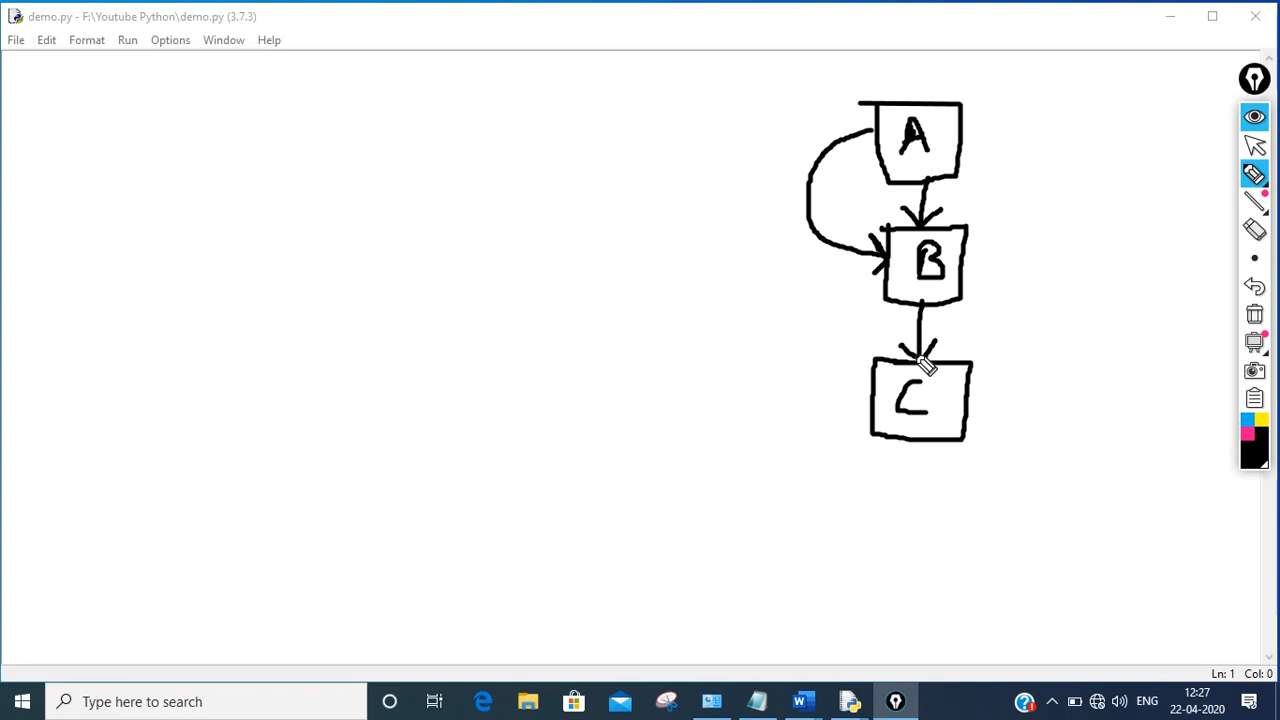 demo.py - F:\Youtube Python\demo.py (3.7.3)
File Edit Format Run Options Window Help
A
B
C
Ln: 1 Col: 0
Type here to search
ENG
12:27
22-04-2020